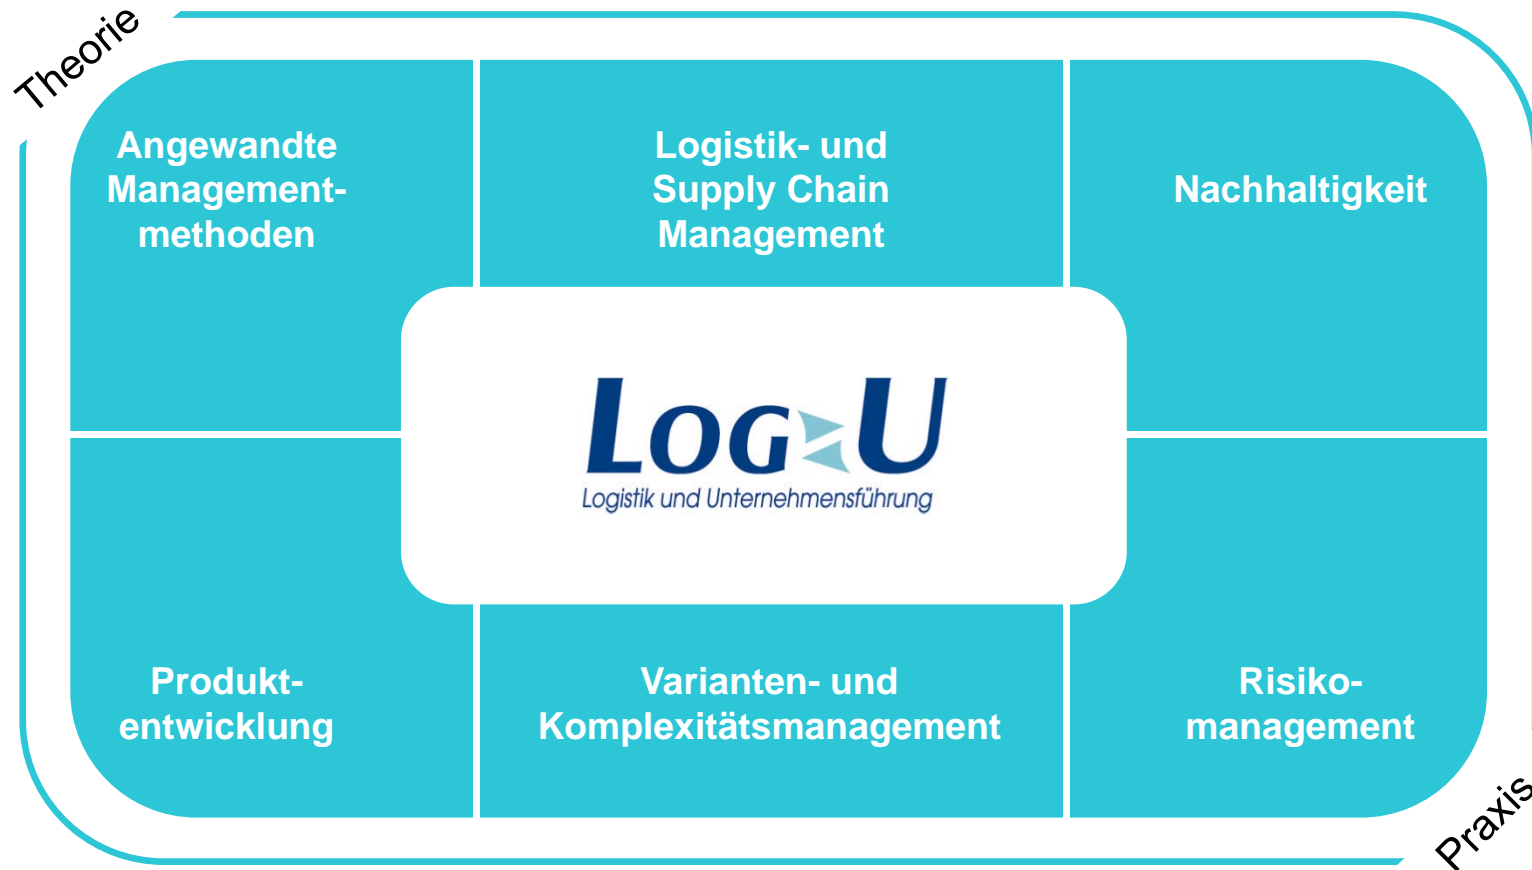 Theorie
Angewandte
Management-
methoden
Logistik- und
Supply Chain
Management
Nachhaltigkeit
LOG U
Logistik und Unternehmensführung
Produkt-
entwicklung
Varianten- und
Komplexitätsmanagement
Risiko-
management
Praxis